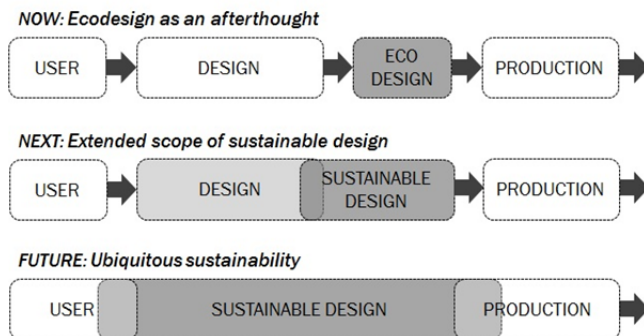 NOW: Ecodesign as an afterthought
USER
DESIGN
ECO
DESIGN
PRODUCTION
NEXT: Extended scope of sustainable design
USER
DESIGN
SUSTAINABLE
DESIGN
PRODUCTION
FUTURE: Ubiquitous sustainability
USER
SUSTAINABLE DESIGN
PRODUCTION